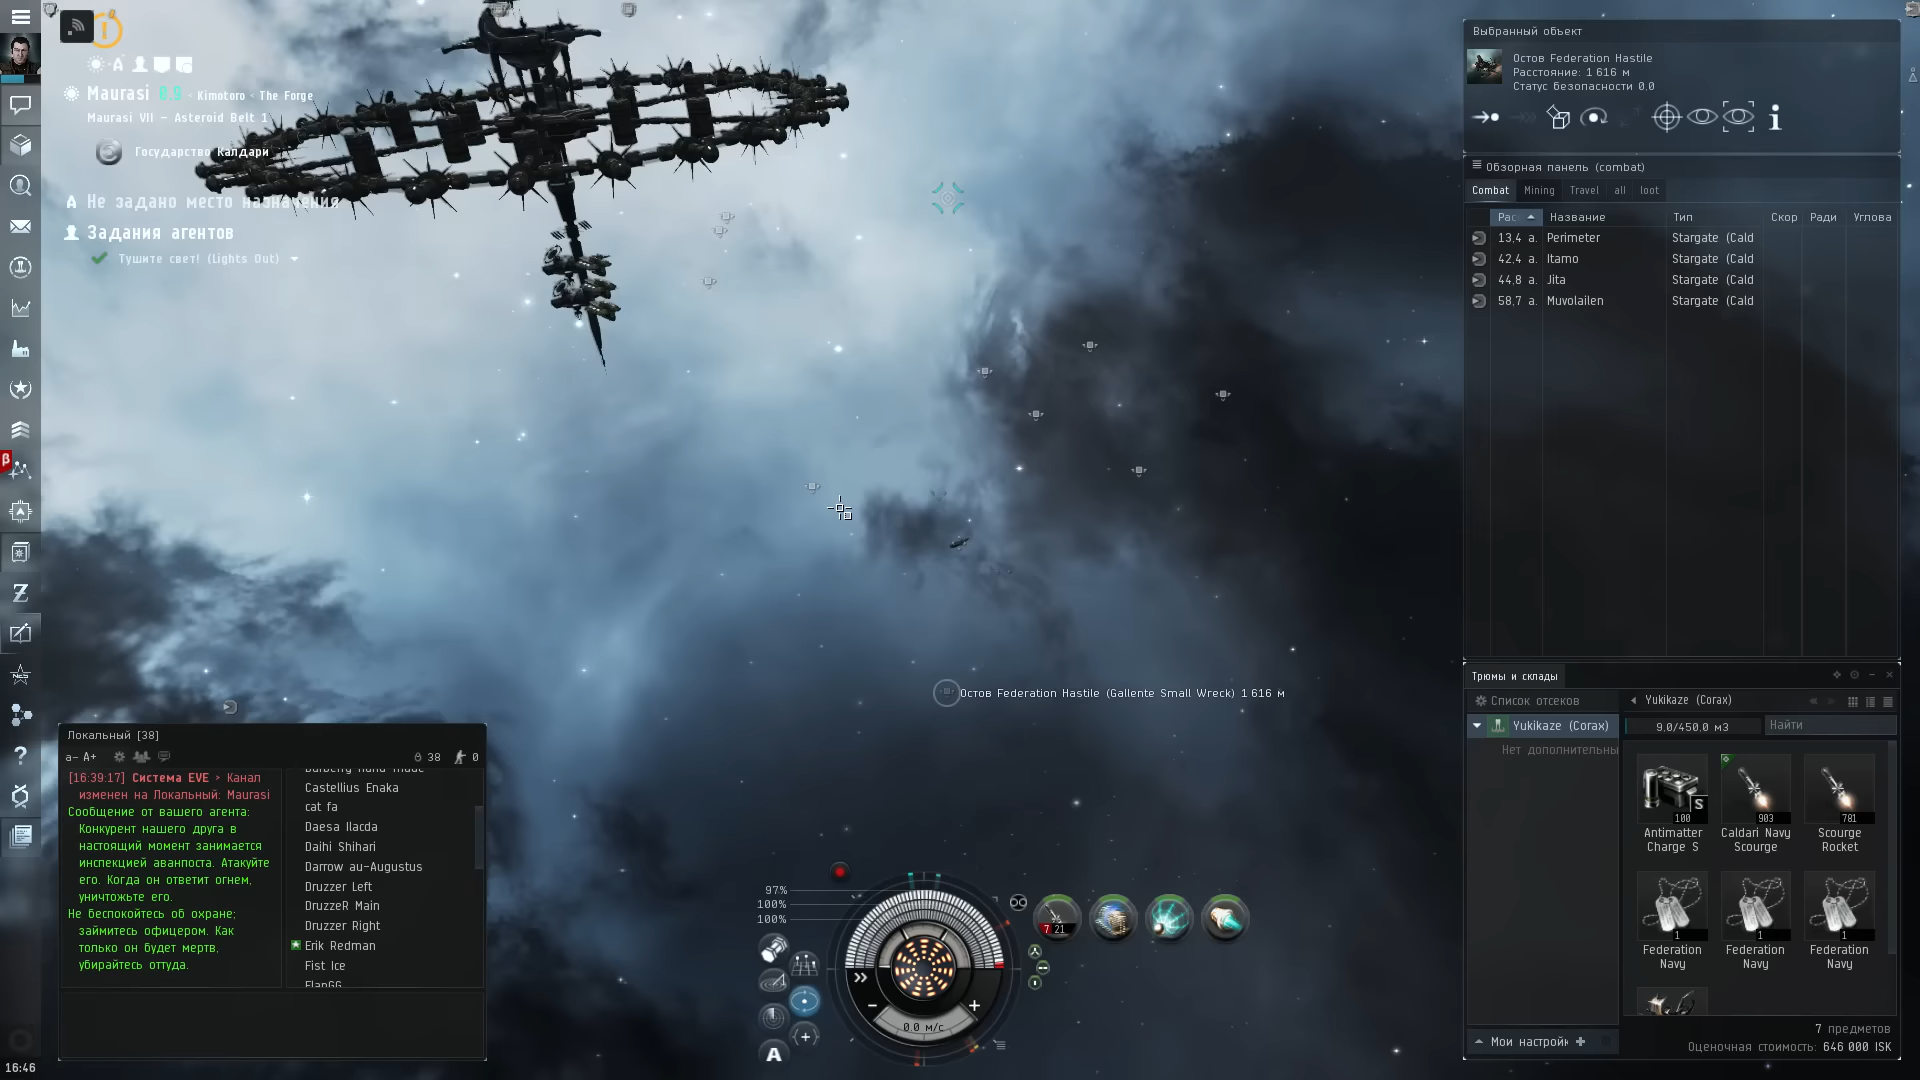 Maurasi 0.9 < Kimotoro < The Forge
Maurasi VII - Asteroid Belt 1
Государство Калдари
Не задано место назначения
Задания агентов
Тушите свет! (Lights Out)
β
16:46
Локальный [38]
a- A+
38
0
[16:39:17] Система EVE > Канал
изменен на Локальный: Maurasi
Сообщение от вашего агента:
Конкурент нашего друга в
настоящий момент занимается
инспекцией аванпоста. Атакуйте
его. Когда он ответит огнем,
уничтожьте его.
Не беспокойтесь об охране;
займитесь офицером. Как
только он будет мертв,
убирайтесь оттуда.
Castellius Enaka
cat fa
Daesa Ilacda
Daihi Shihari
Darrow au-Augustus
Druzzer Left
DruzzeR Main
Druzzer Right
Erik Redman
Fist Ice
FlapGG
Остов Federation Hastile (Gallente Small Wreck) 1 616 м
97%
100%
100%
7 21
0.0 м/с
A
Выбранный объект
Остов Federation Hastile
Расстояние: 1 616 м
Статус безопасности 0.0
Обзорная панель (combat)
Combat Mining Travel all loot
Рас Название Тип Скор Ради Углова
13,4 а. Perimeter Stargate (Cald
42,4 а. Itamo Stargate (Cald
44,8 а. Jita Stargate (Cald
58,7 а. Muvolailen Stargate (Cald
Трюмы и склады
Список отсеков
Yukikaze (Corax)
Yukikaze (Corax)
Нет дополнительны
9,0/450.0 м3
Найти
S
100
Antimatter
Charge S
903
Caldari Navy
Scourge
781
Scourge
Rocket
1
Federation
Navy
1
Federation
Navy
1
Federation
Navy
7 предметов
Мои настройк
Оценочная стоимость: 646 000 ISK